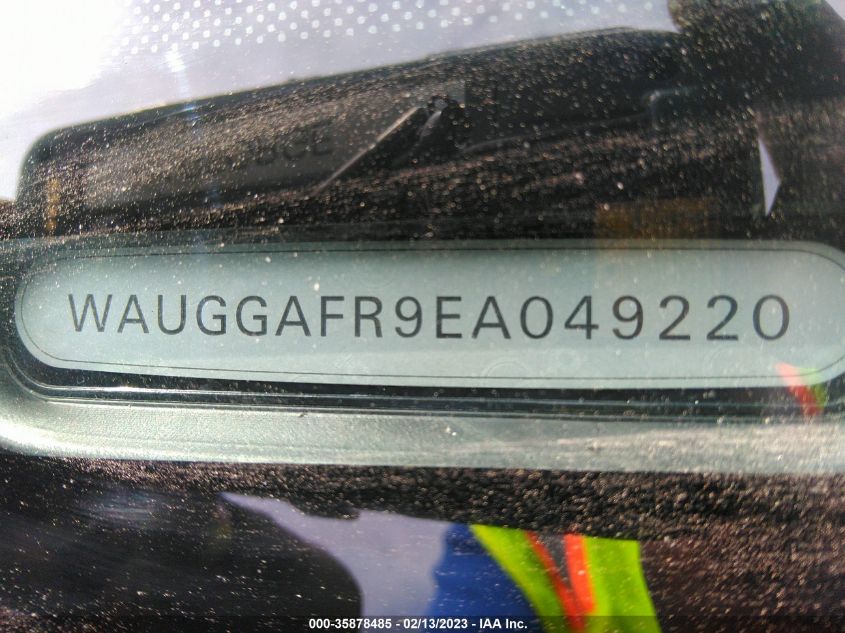 WAUGGAFR9EA049220
000-35878485 - 02/13/2023 - IAA Inc.